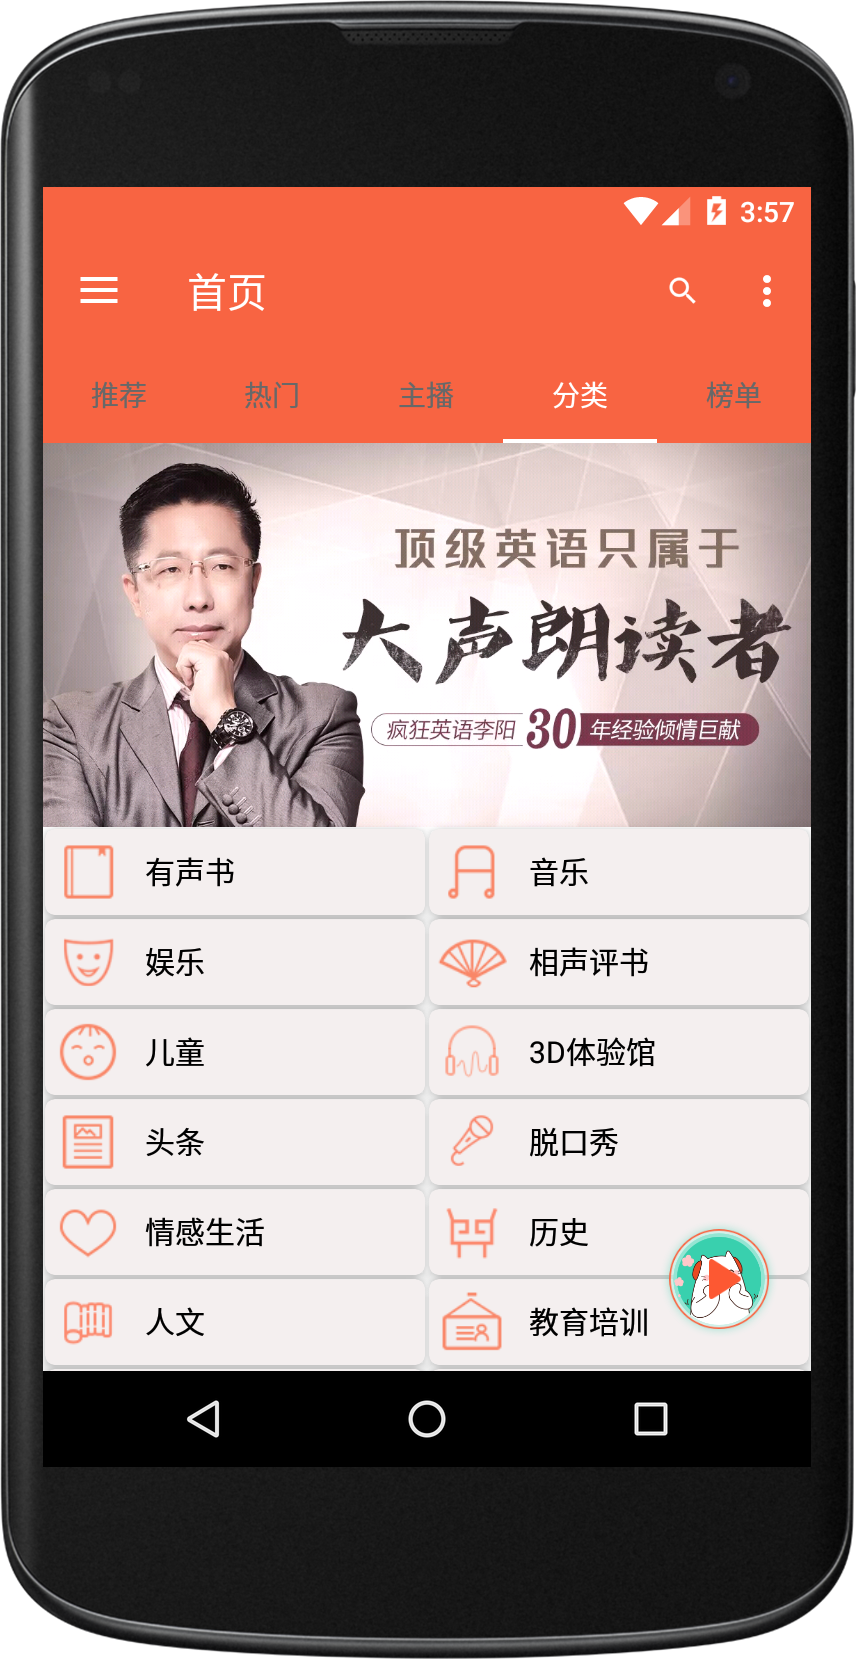 3:57
首页
推荐 热门 主播 分类 榜单
顶级英语只属于
大声朗读者
疯狂英语李阳 30 年经验倾情巨献
有声书 音乐
娱乐 相声评书
儿童 3D体验馆
头条 脱口秀
情感生活 历史
人文 教育培训